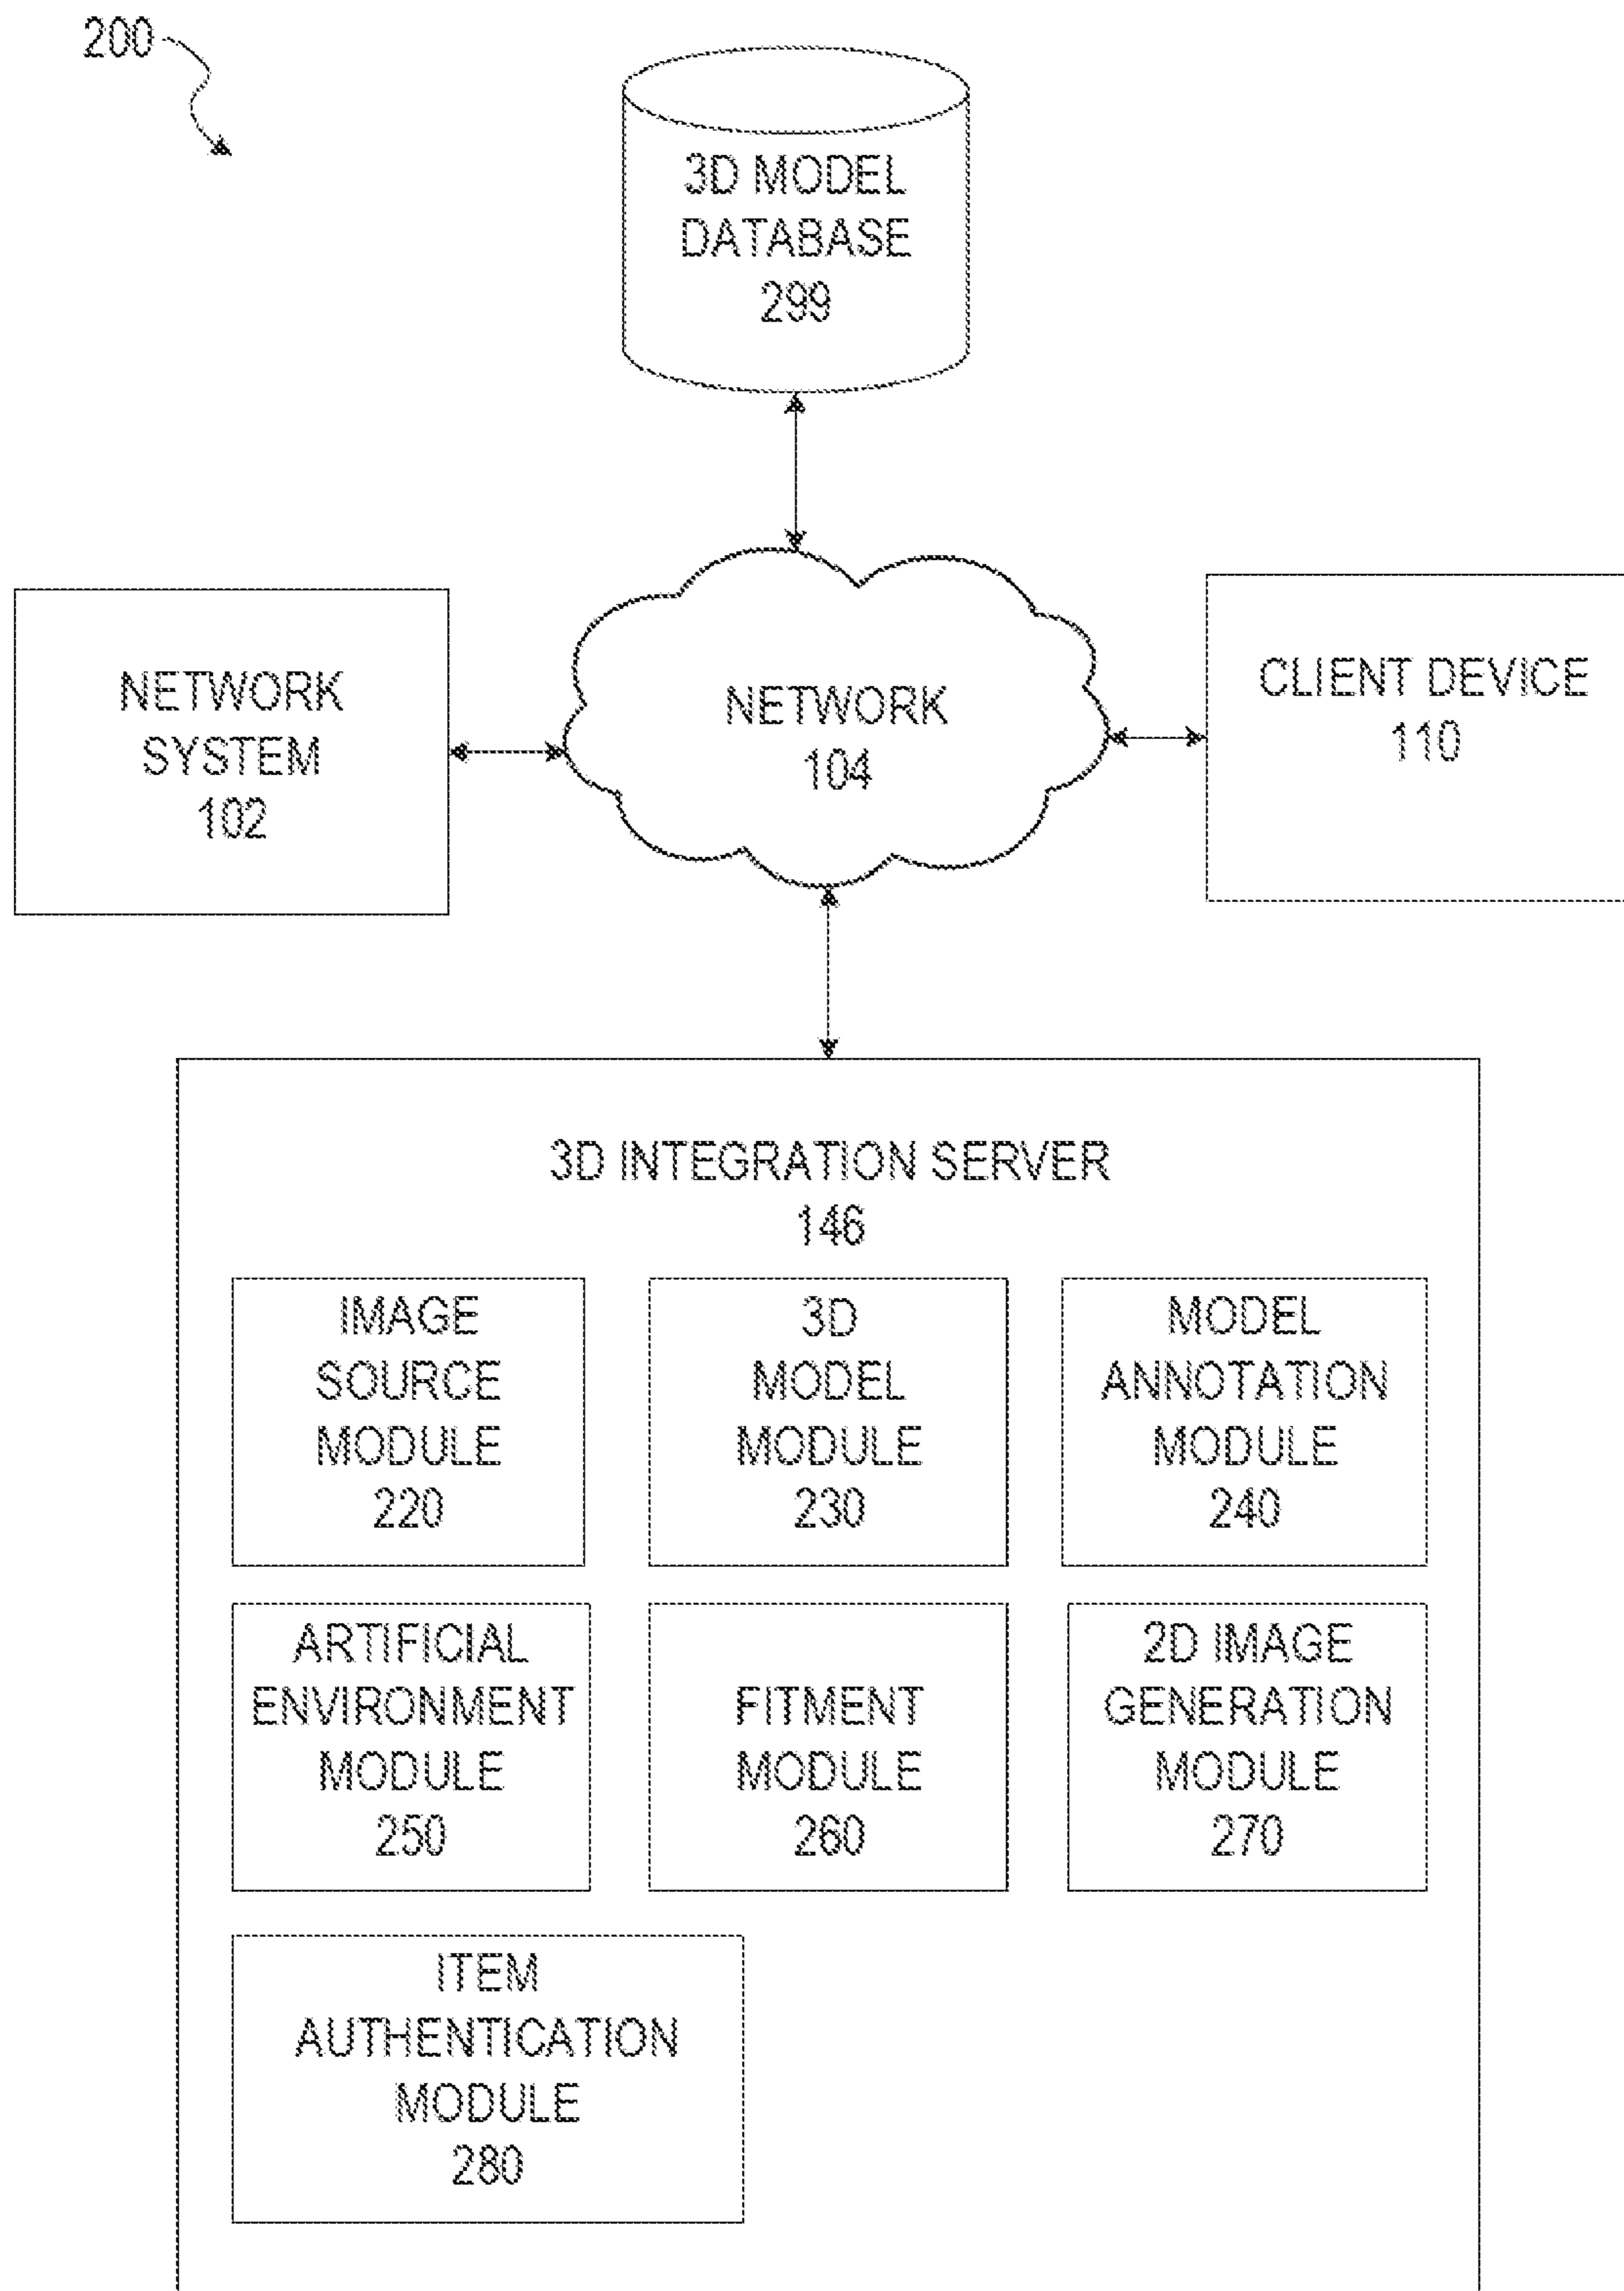 200
3D MODEL
DATABASE
299
NETWORK
SYSTEM
102
NETWORK
104
CLIENT DEVICE
110
3D INTEGRATION SERVER
146
IMAGE
SOURCE
MODULE
220
3D
MODEL
MODULE
230
MODEL
ANNOTATION
MODULE
240
ARTIFICIAL
ENVIRONMENT
MODULE
250
FITMENT
MODULE
260
2D IMAGE
GENERATION
MODULE
270
ITEM
AUTHENTICATION
MODULE
280